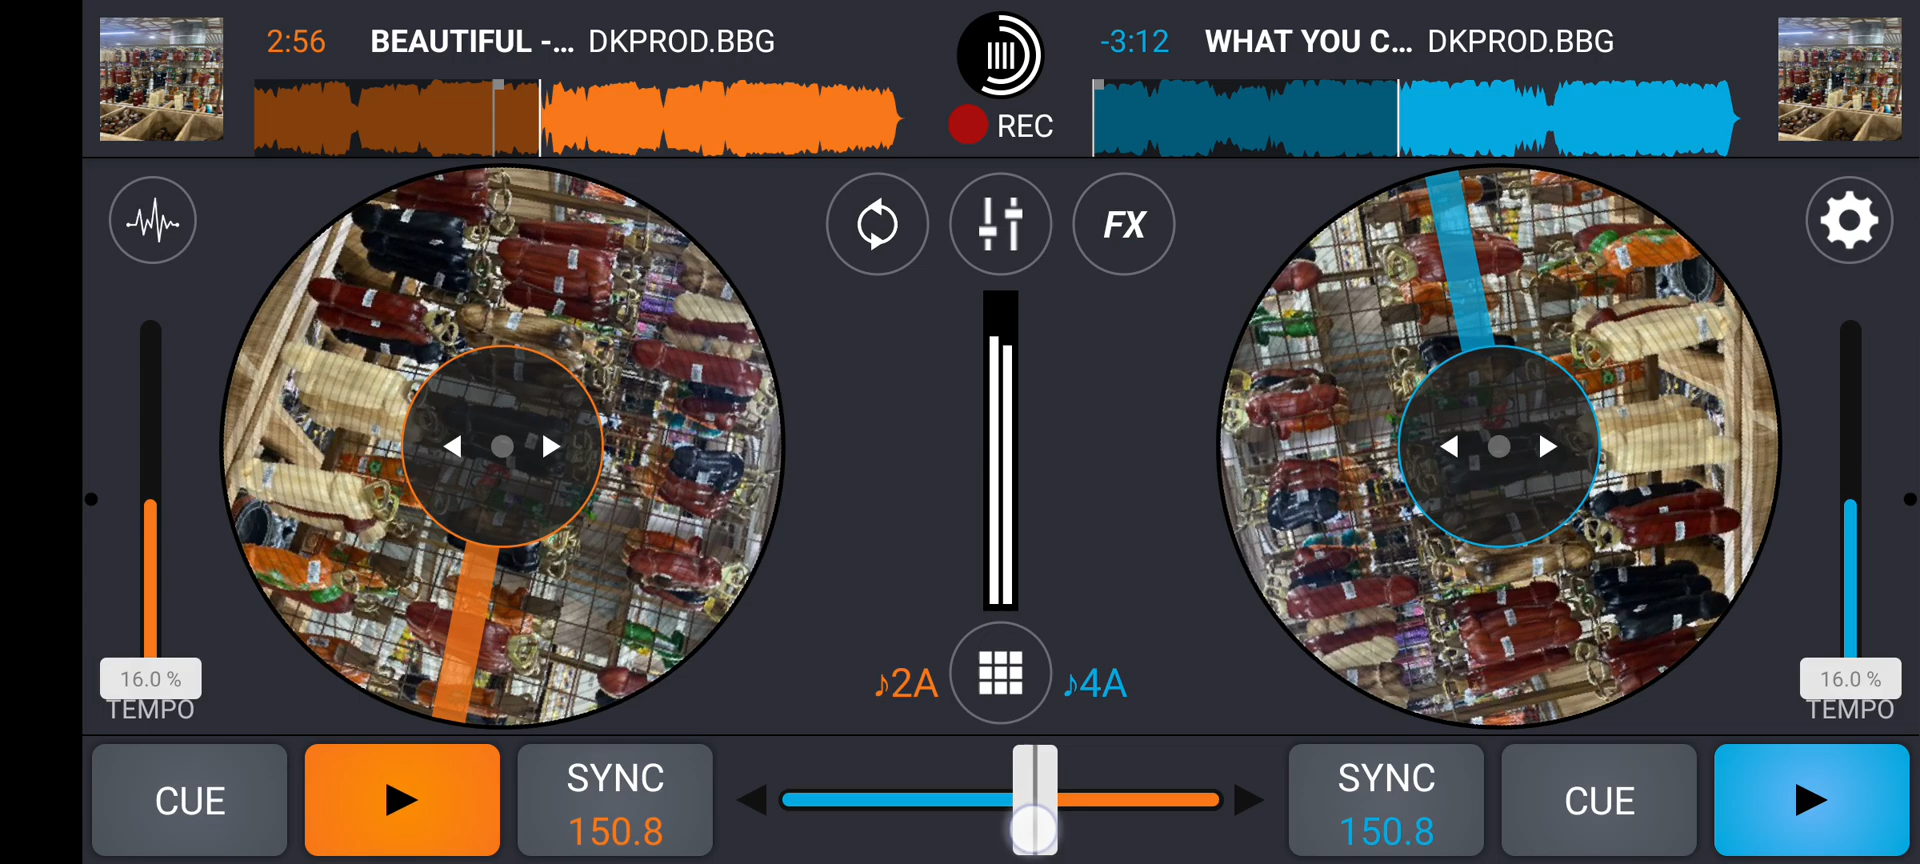 2:56 BEAUTIFUL -... DKPROD.BBG
-3:12 WHAT YOU C... DKPROD.BBG
REC
FX
16.0 %
TEMPO
♪2A
♪4A
16.0 %
TEMPO
CUE
SYNC
150.8
SYNC
150.8
CUE